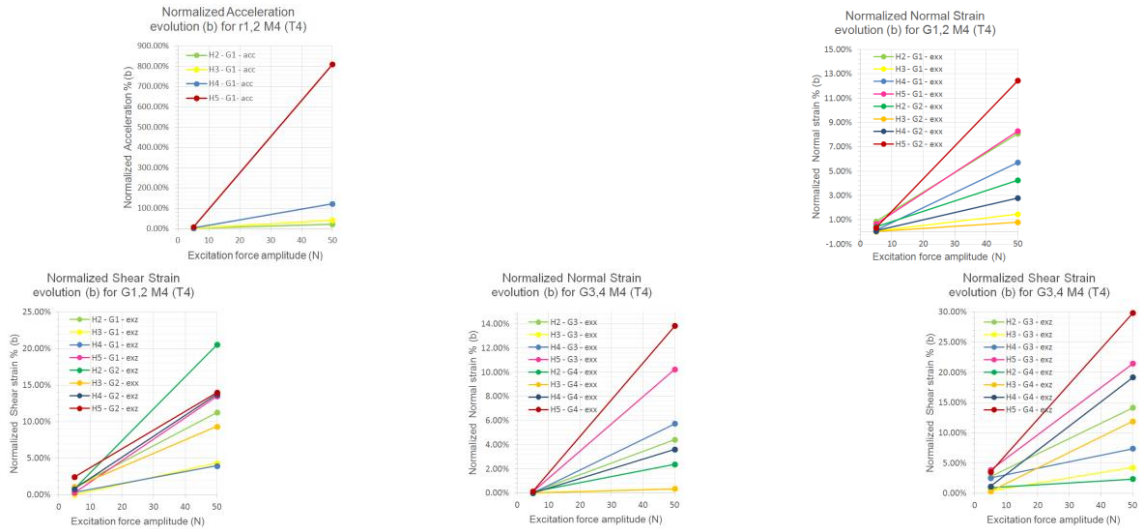 Normalized Acceleration
evolution (b) for r1,2 M4 (T4)
Normalized Acceleration % (b)
900.00%
800.00%
700.00%
600.00%
500.00%
400.00%
300.00%
200.00%
100.00%
0.00%
H2 - G1 - acc
H3 - G1 - acc
H4 - G1 - acc
H5 - G1 - acc
0 10 20 30 40 50
Excitation force amplitude (N)
Normalized Normal Strain
evolution (b) for G1,2 M4 (T4)
Normalized Normal strain % (b)
15.00%
13.00%
11.00%
9.00%
7.00%
5.00%
3.00%
1.00%
-1.00%
H2 - G1 - exx
H3 - G1 - exx
H4 - G1 - exx
H5 - G1 - exx
H2 - G2 - exx
H3 - G2 - exx
H4 - G2 - exx
H5 - G2 - exx
0 10 20 30 40 50
Excitation force amplitude (N)
Normalized Shear Strain
evolution (b) for G1,2 M4 (T4)
Normalized Shear strain % (b)
25.00%
20.00%
15.00%
10.00%
5.00%
0.00%
H2 - G1 - exz
H3 - G1 - exz
H4 - G1 - exz
H5 - G1 - exz
H2 - G2 - exz
H3 - G2 - exz
H4 - G2 - exz
H5 - G2 - exz
0 10 20 30 40 50
Excitation force amplitude (N)
Normalized Normal Strain
evolution (b) for G3,4 M4 (T4)
Normalized Normal strain % (b)
14.00%
12.00%
10.00%
8.00%
6.00%
4.00%
2.00%
0.00%
H2 - G3 - exx
H3 - G3 - exx
H4 - G3 - exx
H5 - G3 - exx
H2 - G4 - exx
H3 - G4 - exx
H4 - G4 - exx
H5 - G4 - exx
0 10 20 30 40 50
Excitation force amplitude (N)
Normalized Shear Strain
evolution (b) for G3,4 M4 (T4)
Normalized Shear strain % (b)
30.00%
25.00%
20.00%
15.00%
10.00%
5.00%
0.00%
H2 - G3 - exz
H3 - G3 - exz
H4 - G3 - exz
H5 - G3 - exz
H2 - G4 - exz
H3 - G4 - exz
H4 - G4 - exz
H5 - G4 - exz
0 10 20 30 40 50
Excitation force amplitude (N)